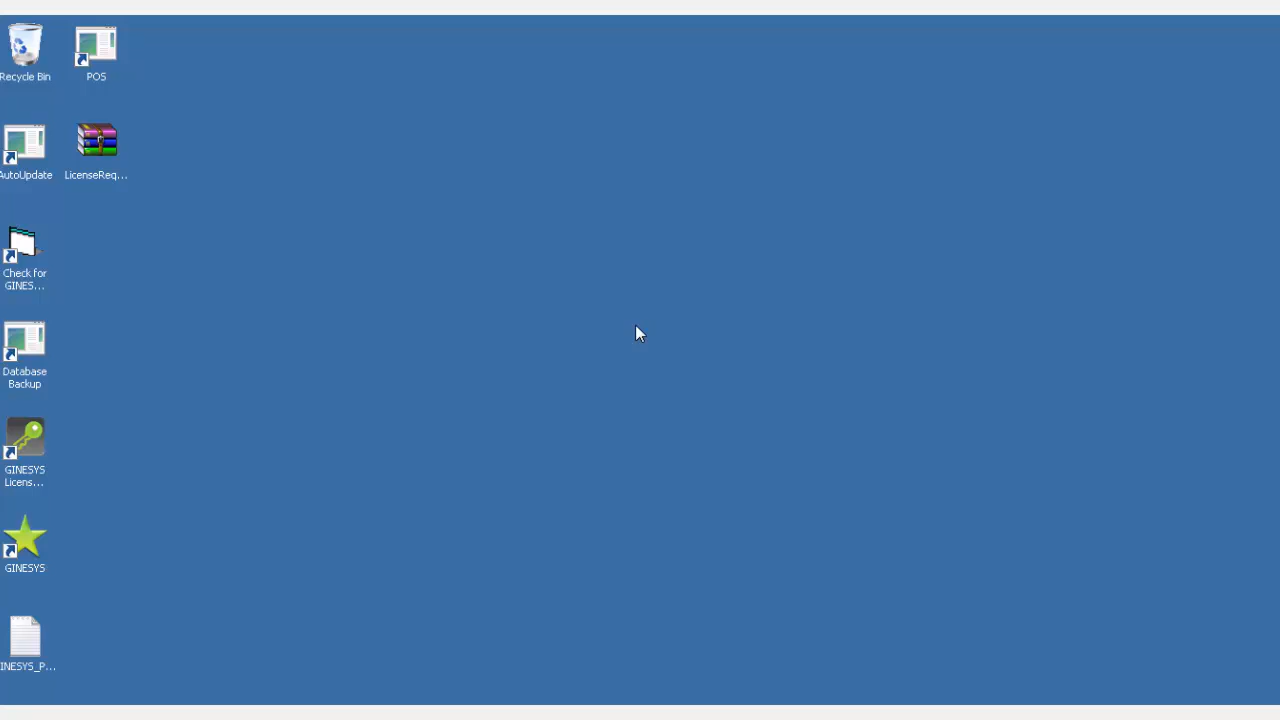 Recycle Bin
POS
AutoUpdate
LicenseReq...
Check for
GINES...
Database
Backup
GINESYS
Licens...
GINESYS
INESYS_P...